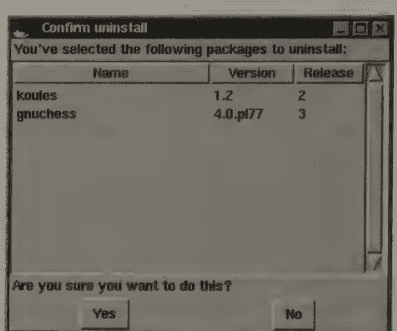 Confirm uninstall
You've selected the following packages to uninstall:
Name Version Release
koules 1.2 2
gnuchess 4.0.pl77 3
Are you sure you want to do this?
Yes No